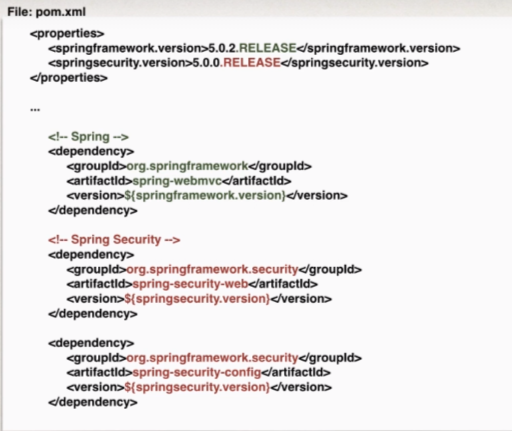 File: pom.xml
<properties>
<springframework.version>5.0.2.RELEASE</springframework.version>
<springsecurity.version>5.0.0.RELEASE</springsecurity.version>
</properties>
...
<!-- Spring -->
<dependency>
<groupId>org.springframework</groupId>
<artifactId>spring-webmvc</artifactId>
<version>${springframework.version}</version>
</dependency>
<!-- Spring Security -->
<dependency>
<groupId>org.springframework.security</groupId>
<artifactId>spring-security-web</artifactId>
<version>${springsecurity.version}</version>
</dependency>
<dependency>
<groupId>org.springframework.security</groupId>
<artifactId>spring-security-config</artifactId>
<version>${springsecurity.version}</version>
</dependency>